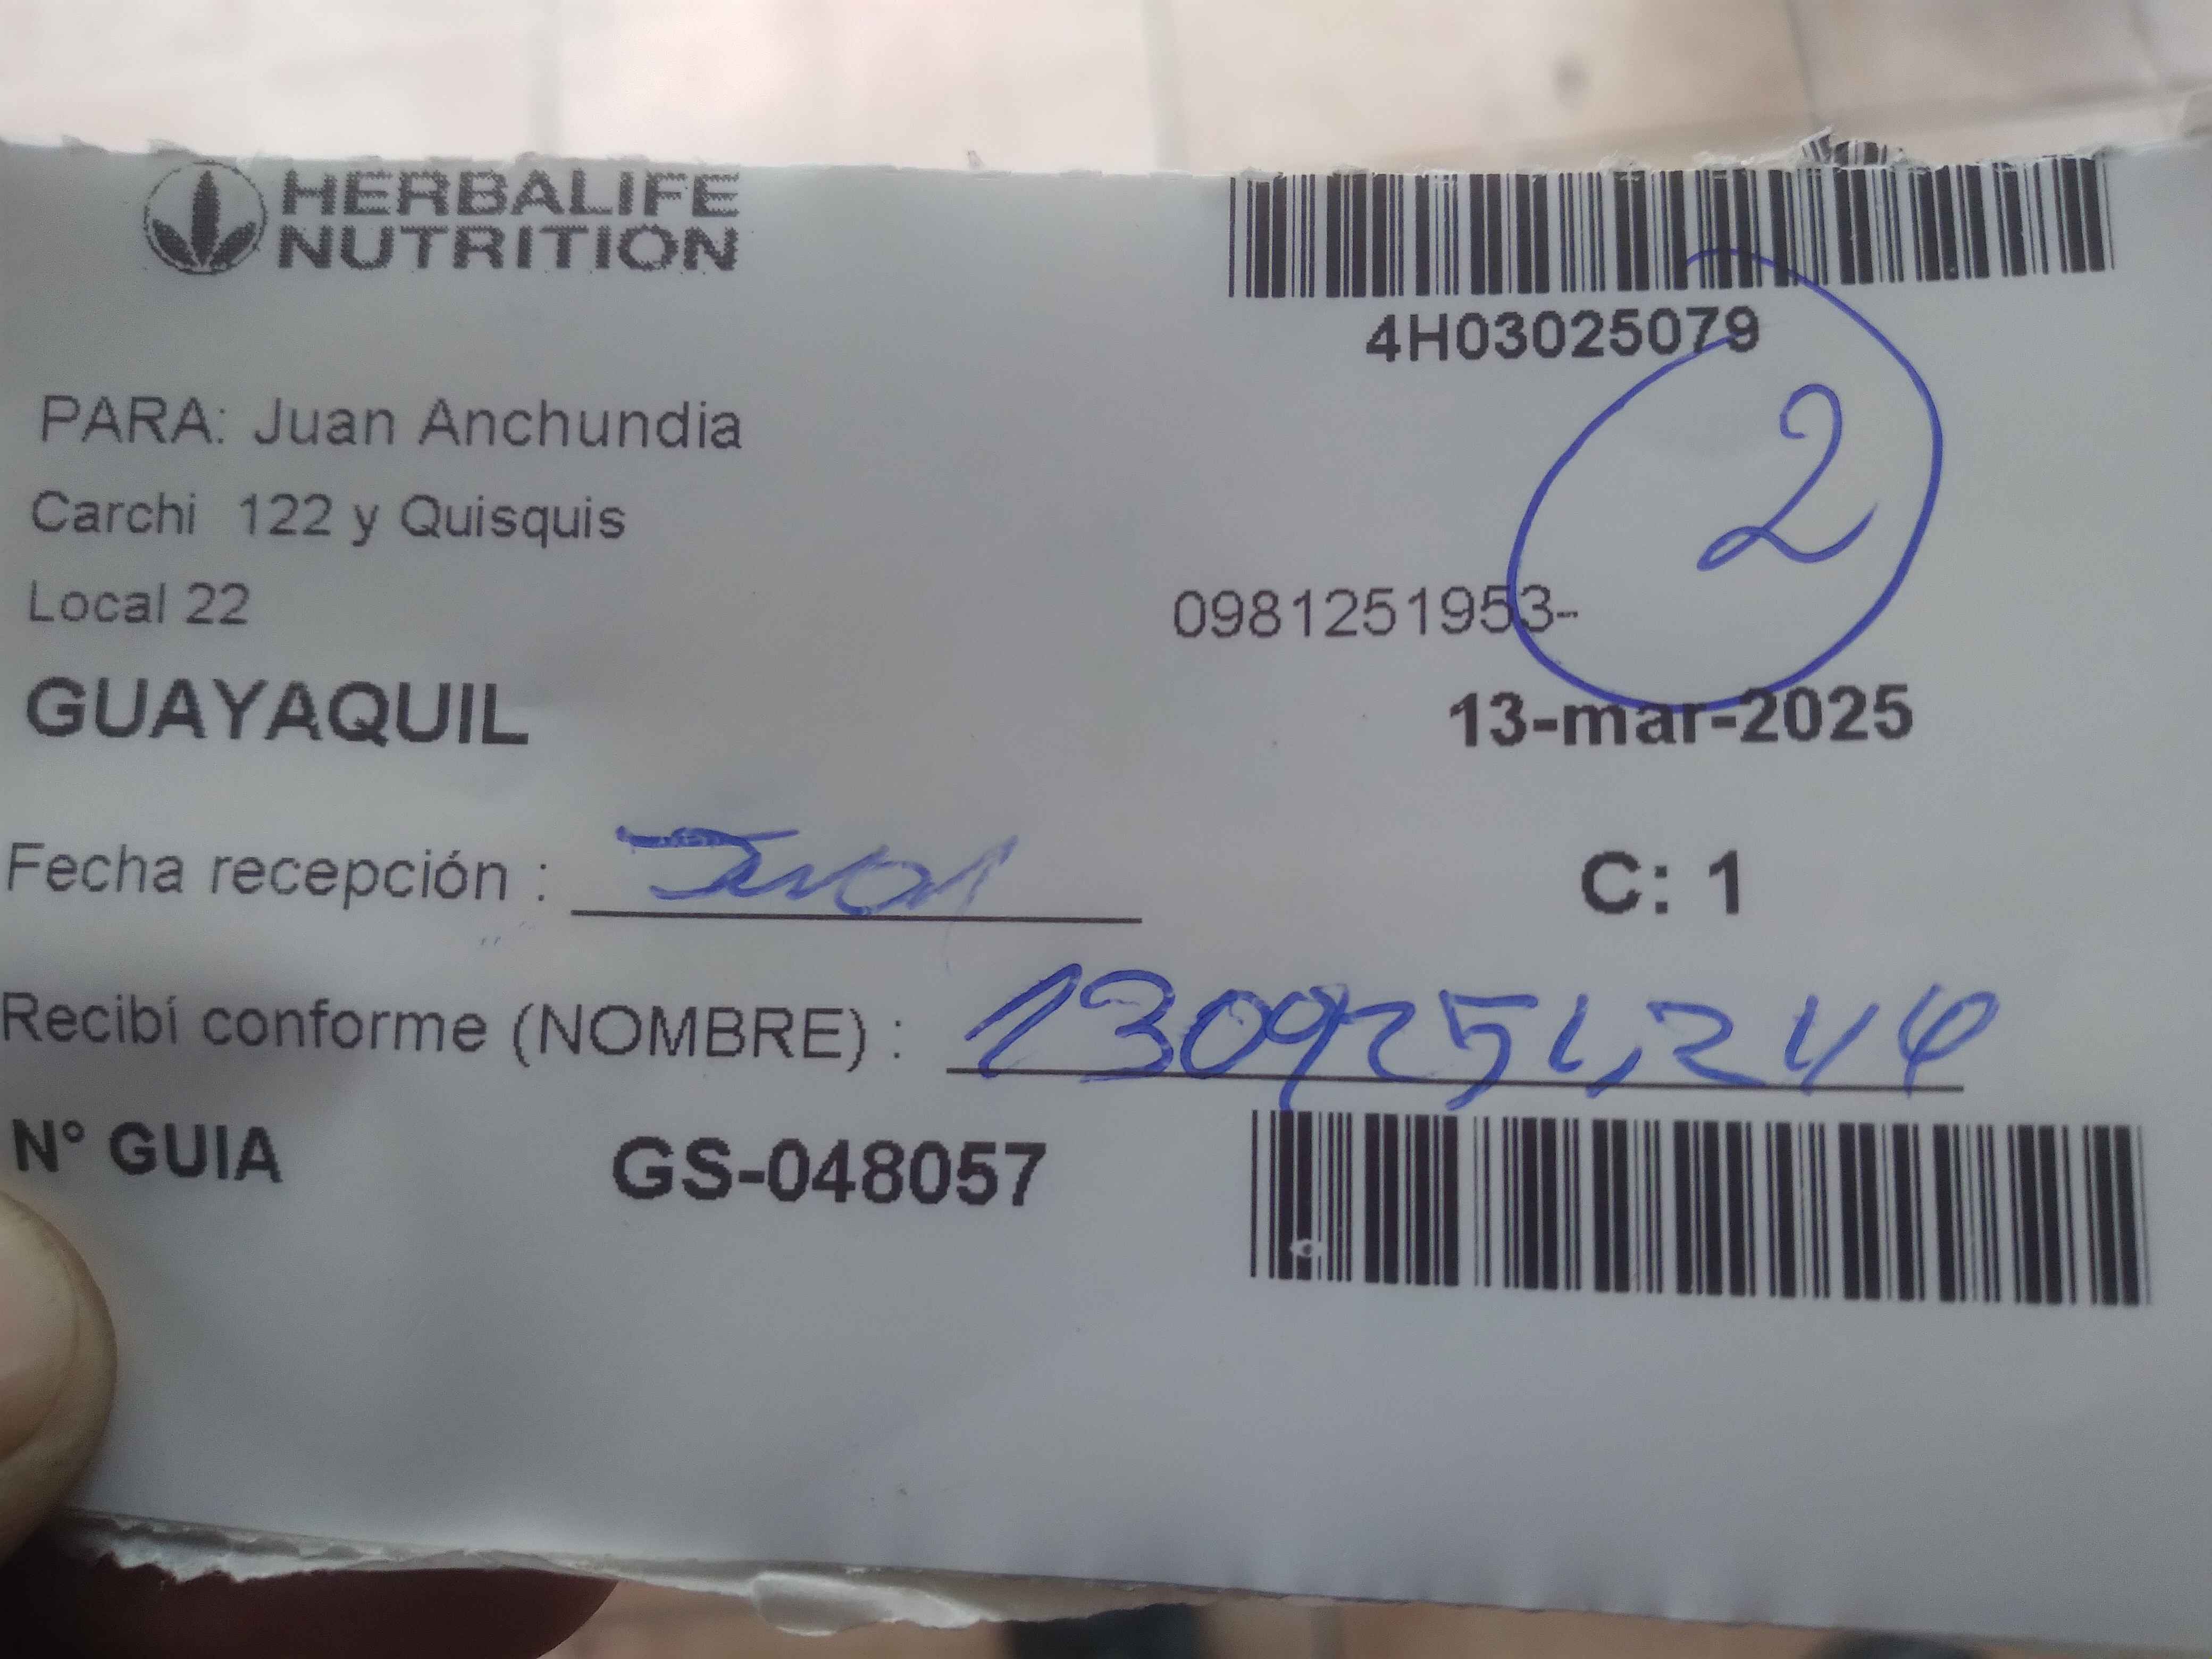 HERBALIFE
NUTRITION
4H03025079
PARA: Juan Anchundia
2
Carchi 122 y Quisquis
Local 22
0981251953-
GUAYAQUIL
13-mar-2025
Fecha recepción : Juan
C: 1
Recibí conforme (NOMBRE) :
N° GUIA GS-048057